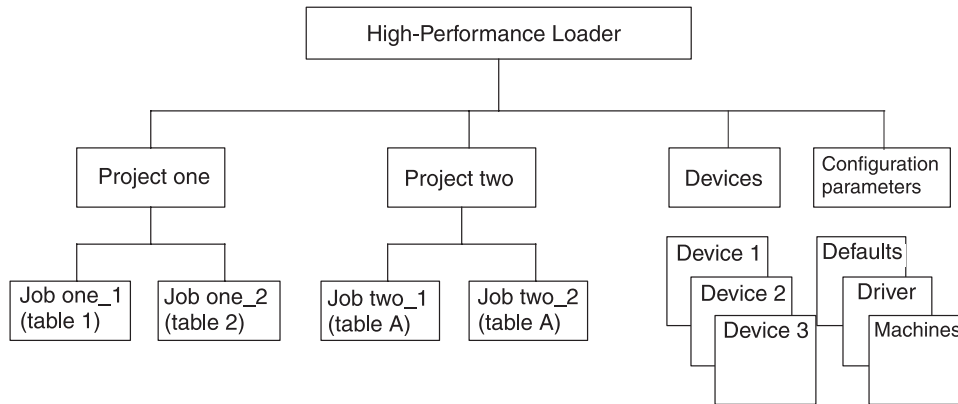 High-Performance Loader
Project one
Project two
Devices
Configuration
parameters
Job one_1
(table 1)
Job one_2
(table 2)
Job two_1
(table A)
Job two_2
(table A)
Device 1
Device 2
Device 3
Defaults
Driver
Machines